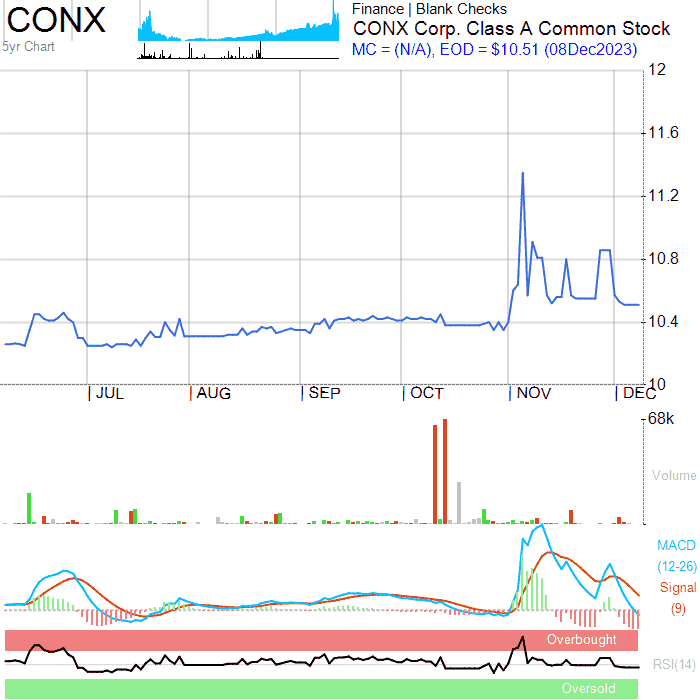 CONX
5yr Chart
Finance | Blank Checks
CONX Corp. Class A Common Stock
MC = (N/A), EOD = $10.51 (08Dec2023)
12
11.6
11.2
10.8
10.4
10
JUL AUG SEP OCT NOV DEC
68k
Volume
MACD
(12-26)
Signal
(9)
Overbought
RSI(14)
Oversold